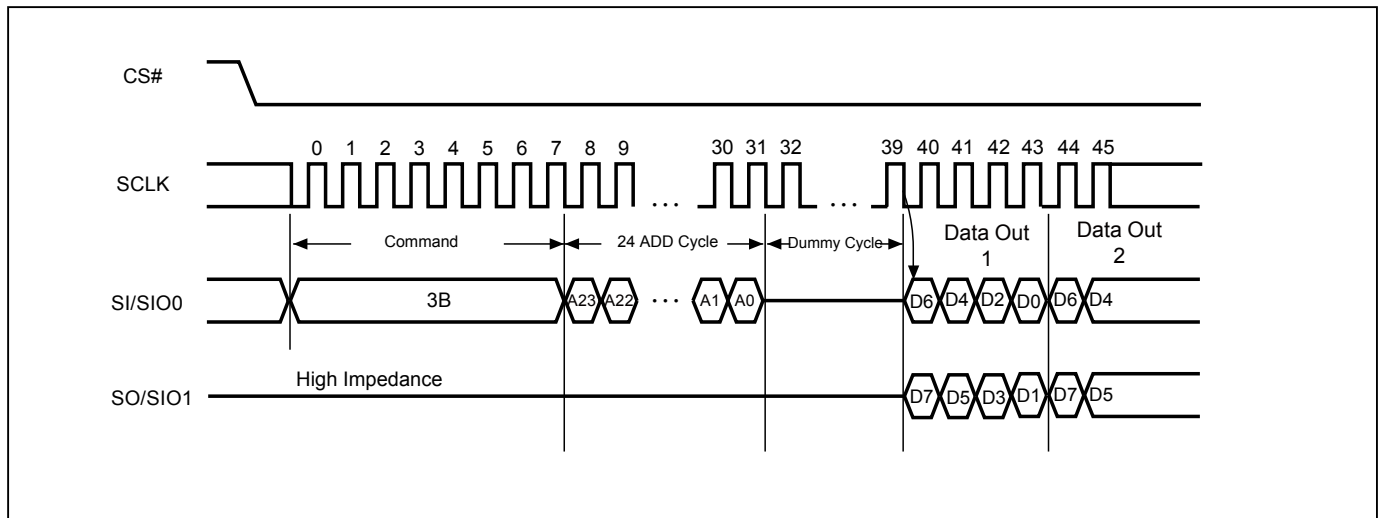 CS#
0 1 2 3 4 5 6 7 8 9 30 31 32 39 40 41 42 43 44 45
SCLK
... ...
Command 24 ADD Cycle Dummy Cycle Data Out Data Out
1 2
SI/SIO0 3B A23 A22 ... A1 A0 D6 D4 D2 D0 D6 D4
High Impedance
SO/SIO1 D7 D5 D3 D1 D7 D5